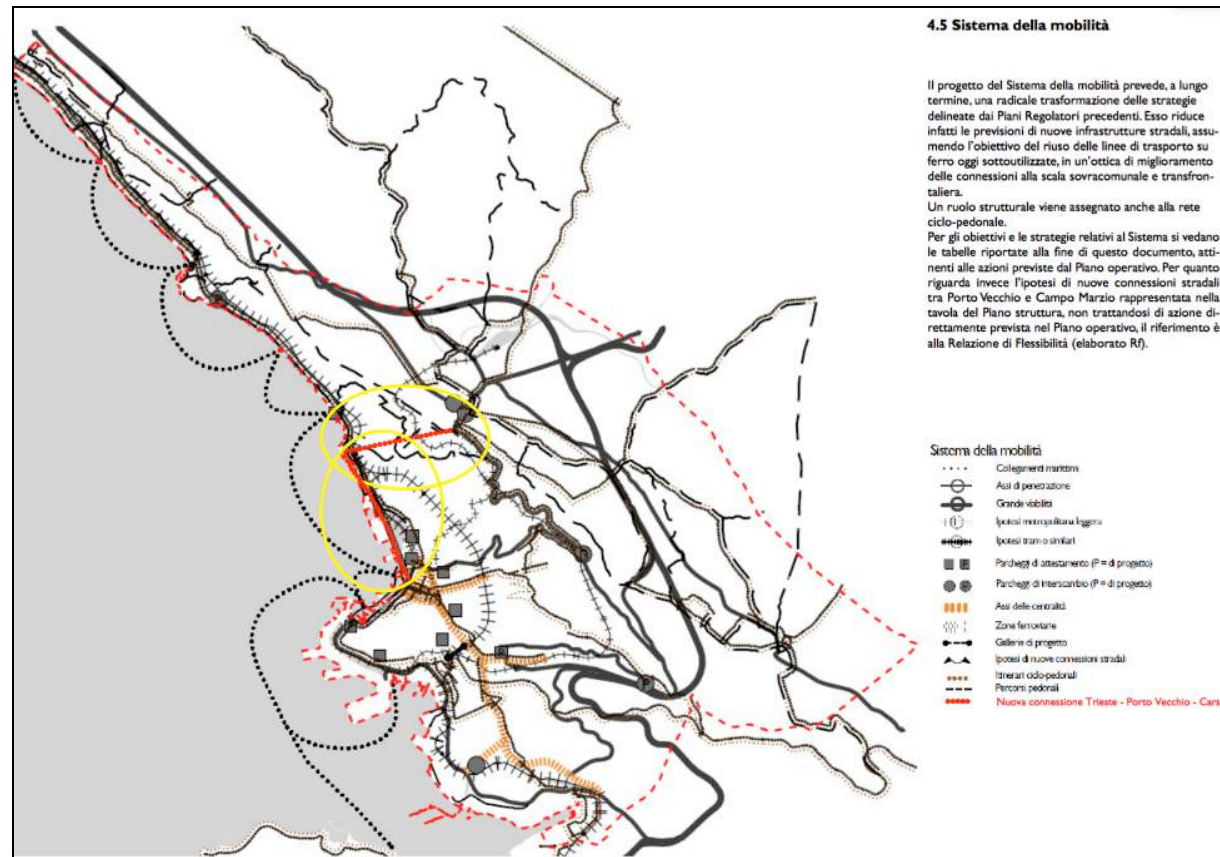 4.5 Sistema della mobilità
Il progetto del Sistema della mobilità prevede, a lungo
termine, una radicale trasformazione delle strategie
delineate dai Piani Regolatori precedenti. Esso riduce
infatti le previsioni di nuove infrastrutture stradali, assu-
mendo l'obiettivo del riuso delle linee di trasporto su
ferro oggi sottoutilizzate, in un'ottica di miglioramento
delle connessioni alla scala sovracomunale e transfron-
taliera.
Un ruolo strutturale viene assegnato anche alla rete
ciclo-pedonale.
Per gli obiettivi e le strategie relativi al Sistema si vedano
le tabelle riportate alla fine di questo documento, atti-
nenti alle azioni previste dal Piano operativo. Per quanto
riguarda invece l'ipotesi di nuove connessioni stradali
tra Porto Vecchio e Campo Marzio rappresentata nella
tavola del Piano struttura, non trattandosi di azione di-
rettamente prevista nel Piano operativo, il riferimento è
alla Relazione di Flessibilità (elaborato Rf).
Sistema della mobilità
Collegamenti marittimi
Assi di penetrazione
Grande viabilità
Ipotesi metropolitana leggera
Ipotesi tram o similari
P Parcheggi di attestamento (P = di progetto)
P Parcheggi di interscambio (P = di progetto)
Assi delle centralità
Zone ferroviarie
Gallerie di progetto
Ipotesi di nuove connessioni stradali
Itinerari ciclo-pedonali
Percorsi pedonali
Nuova connessione Trieste - Porto Vecchio - Cars